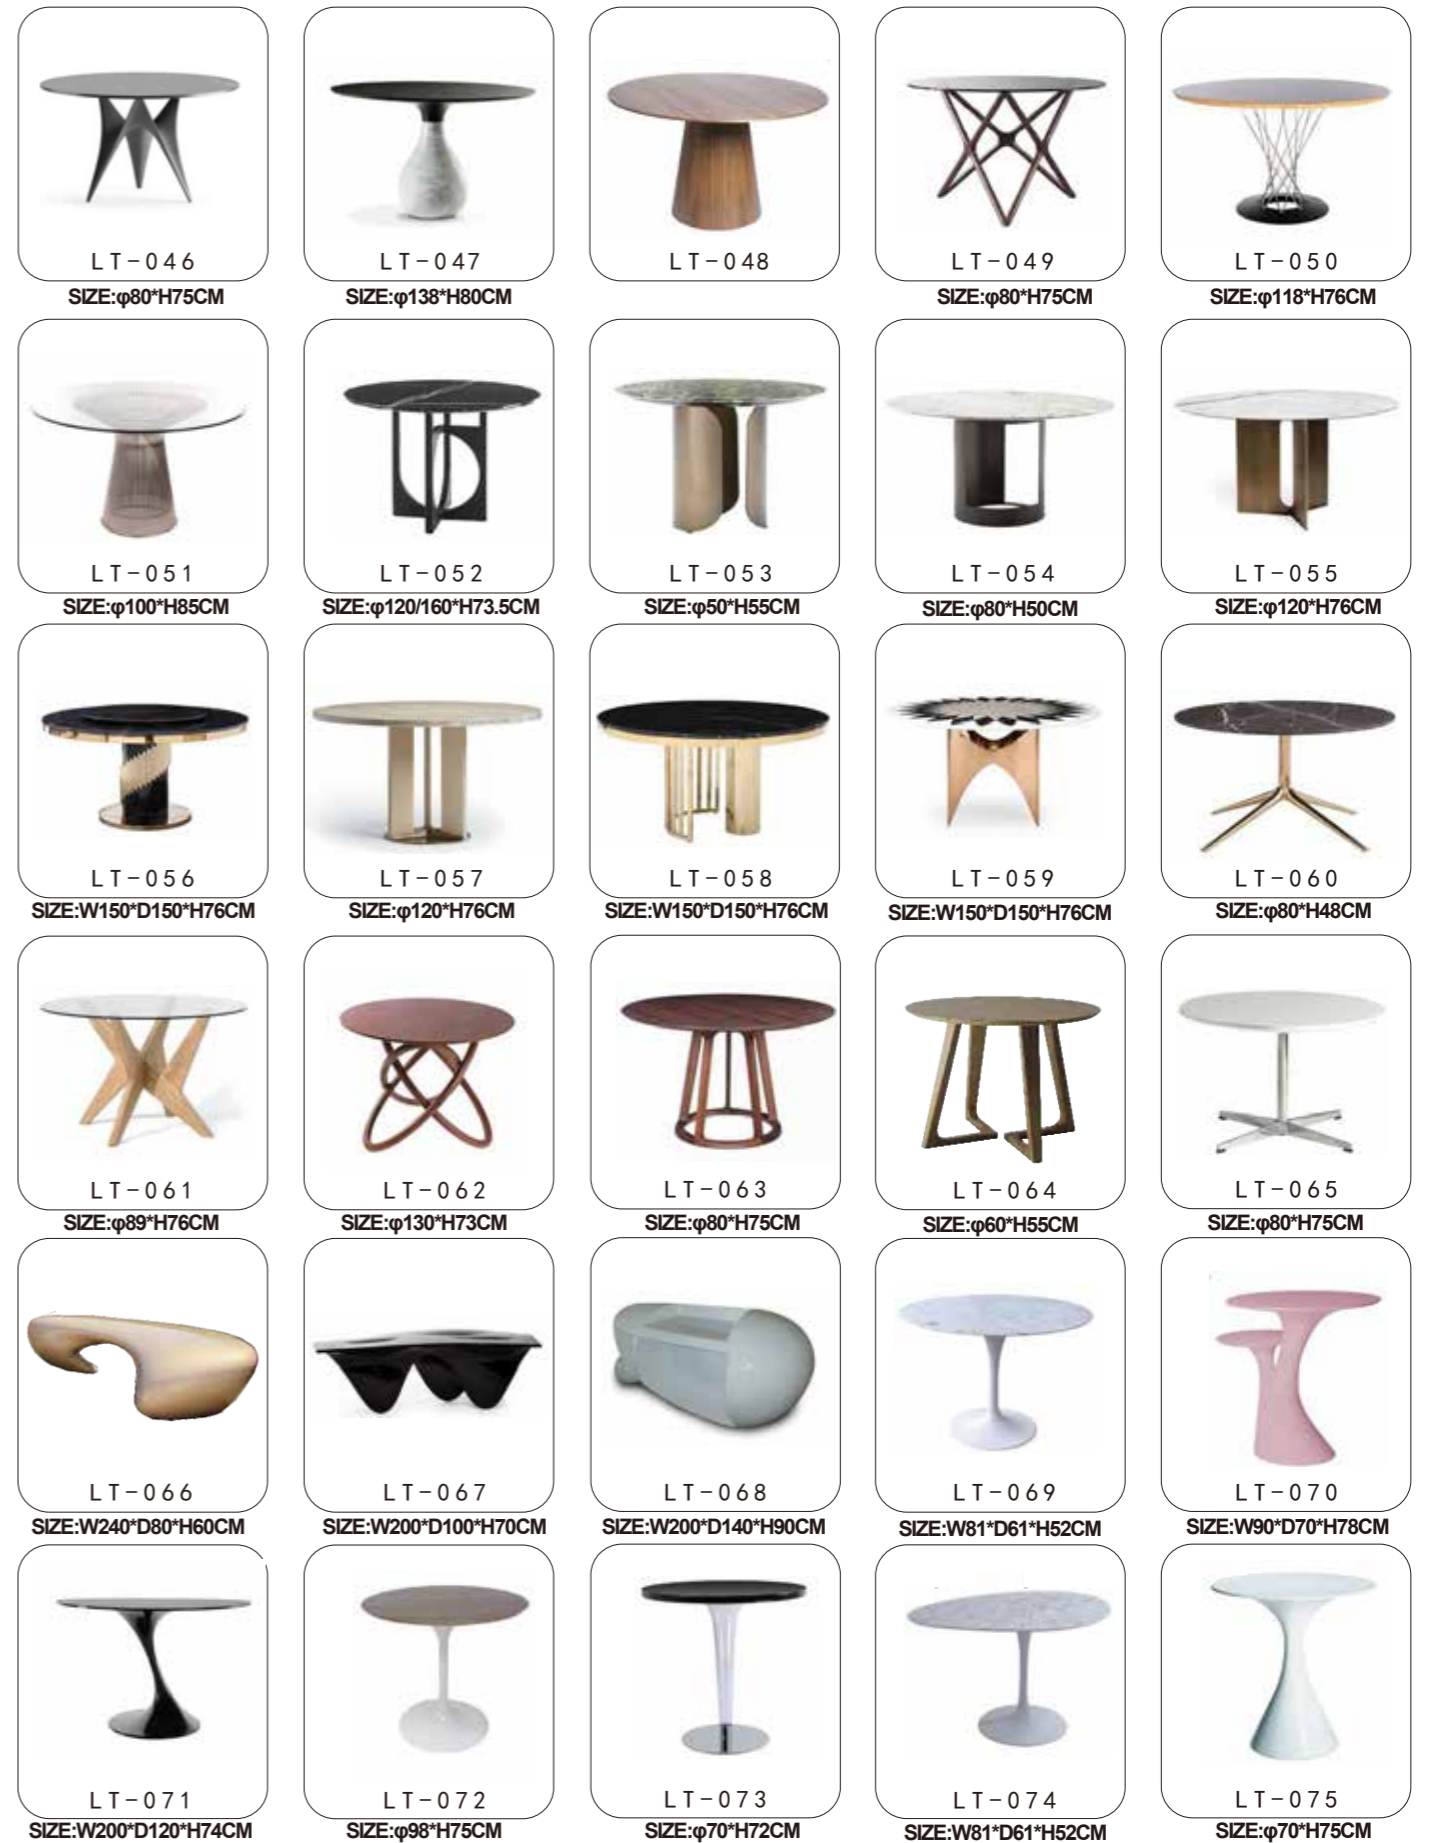 LT-046
LT-047
LT-048
LT-049
LT-050
SIZE:φ80*H75CM
SIZE:φ138*H80CM
SIZE:φ80*H75CM
SIZE:φ118*H76CM
LT-051
LT-052
LT-053
LT-054
LT-055
SIZE:φ100*H85CM
SIZE:φ120/160*H73.5CM
SIZE:φ50*H55CM
SIZE:φ80*H50CM
SIZE:φ120*H76CM
LT-056
LT-057
LT-058
LT-059
LT-060
SIZE:W150*D150*H76CM
SIZE:φ120*H76CM
SIZE:W150*D150*H76CM
SIZE:W150*D150*H76CM
SIZE:φ80*H48CM
LT-061
LT-062
LT-063
LT-064
LT-065
SIZE:φ89*H76CM
SIZE:φ130*H73CM
SIZE:φ80*H75CM
SIZE:φ60*H55CM
SIZE:φ80*H75CM
LT-066
LT-067
LT-068
LT-069
LT-070
SIZE:W240*D80*H60CM
SIZE:W200*D100*H70CM
SIZE:W200*D140*H90CM
SIZE:W81*D61*H52CM
SIZE:W90*D70*H78CM
LT-071
LT-072
LT-073
LT-074
LT-075
SIZE:W200*D120*H74CM
SIZE:φ98*H75CM
SIZE:φ70*H72CM
SIZE:W81*D61*H52CM
SIZE:φ70*H75CM